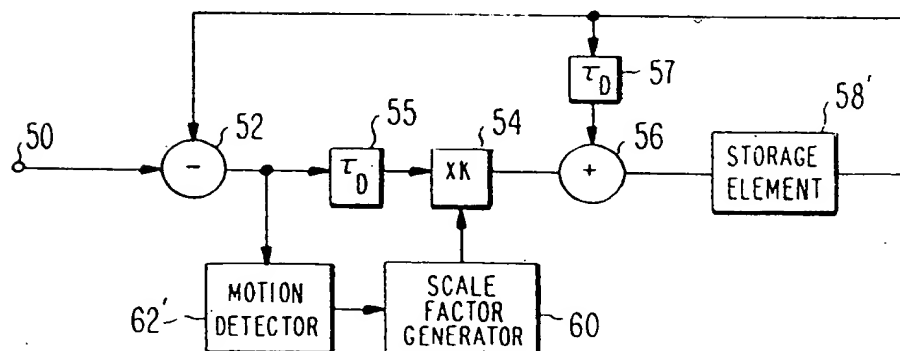 τD
57
50
52
55
54
58'
-
τD
XK
+
56
STORAGE
ELEMENT
62'
MOTION
DETECTOR
SCALE
FACTOR
GENERATOR
60